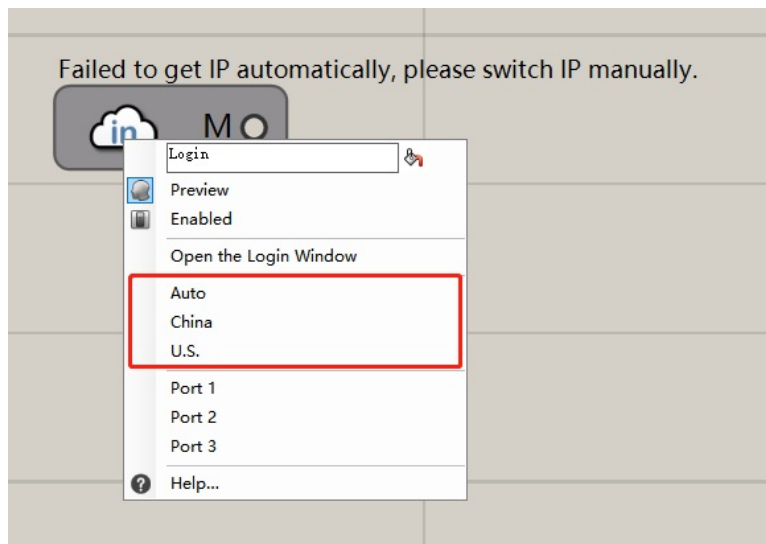 Failed to get IP automatically, please switch IP manually.
in M
Login
Preview
Enabled
Open the Login Window
Auto
China
U.S.
Port 1
Port 2
Port 3
? Help...